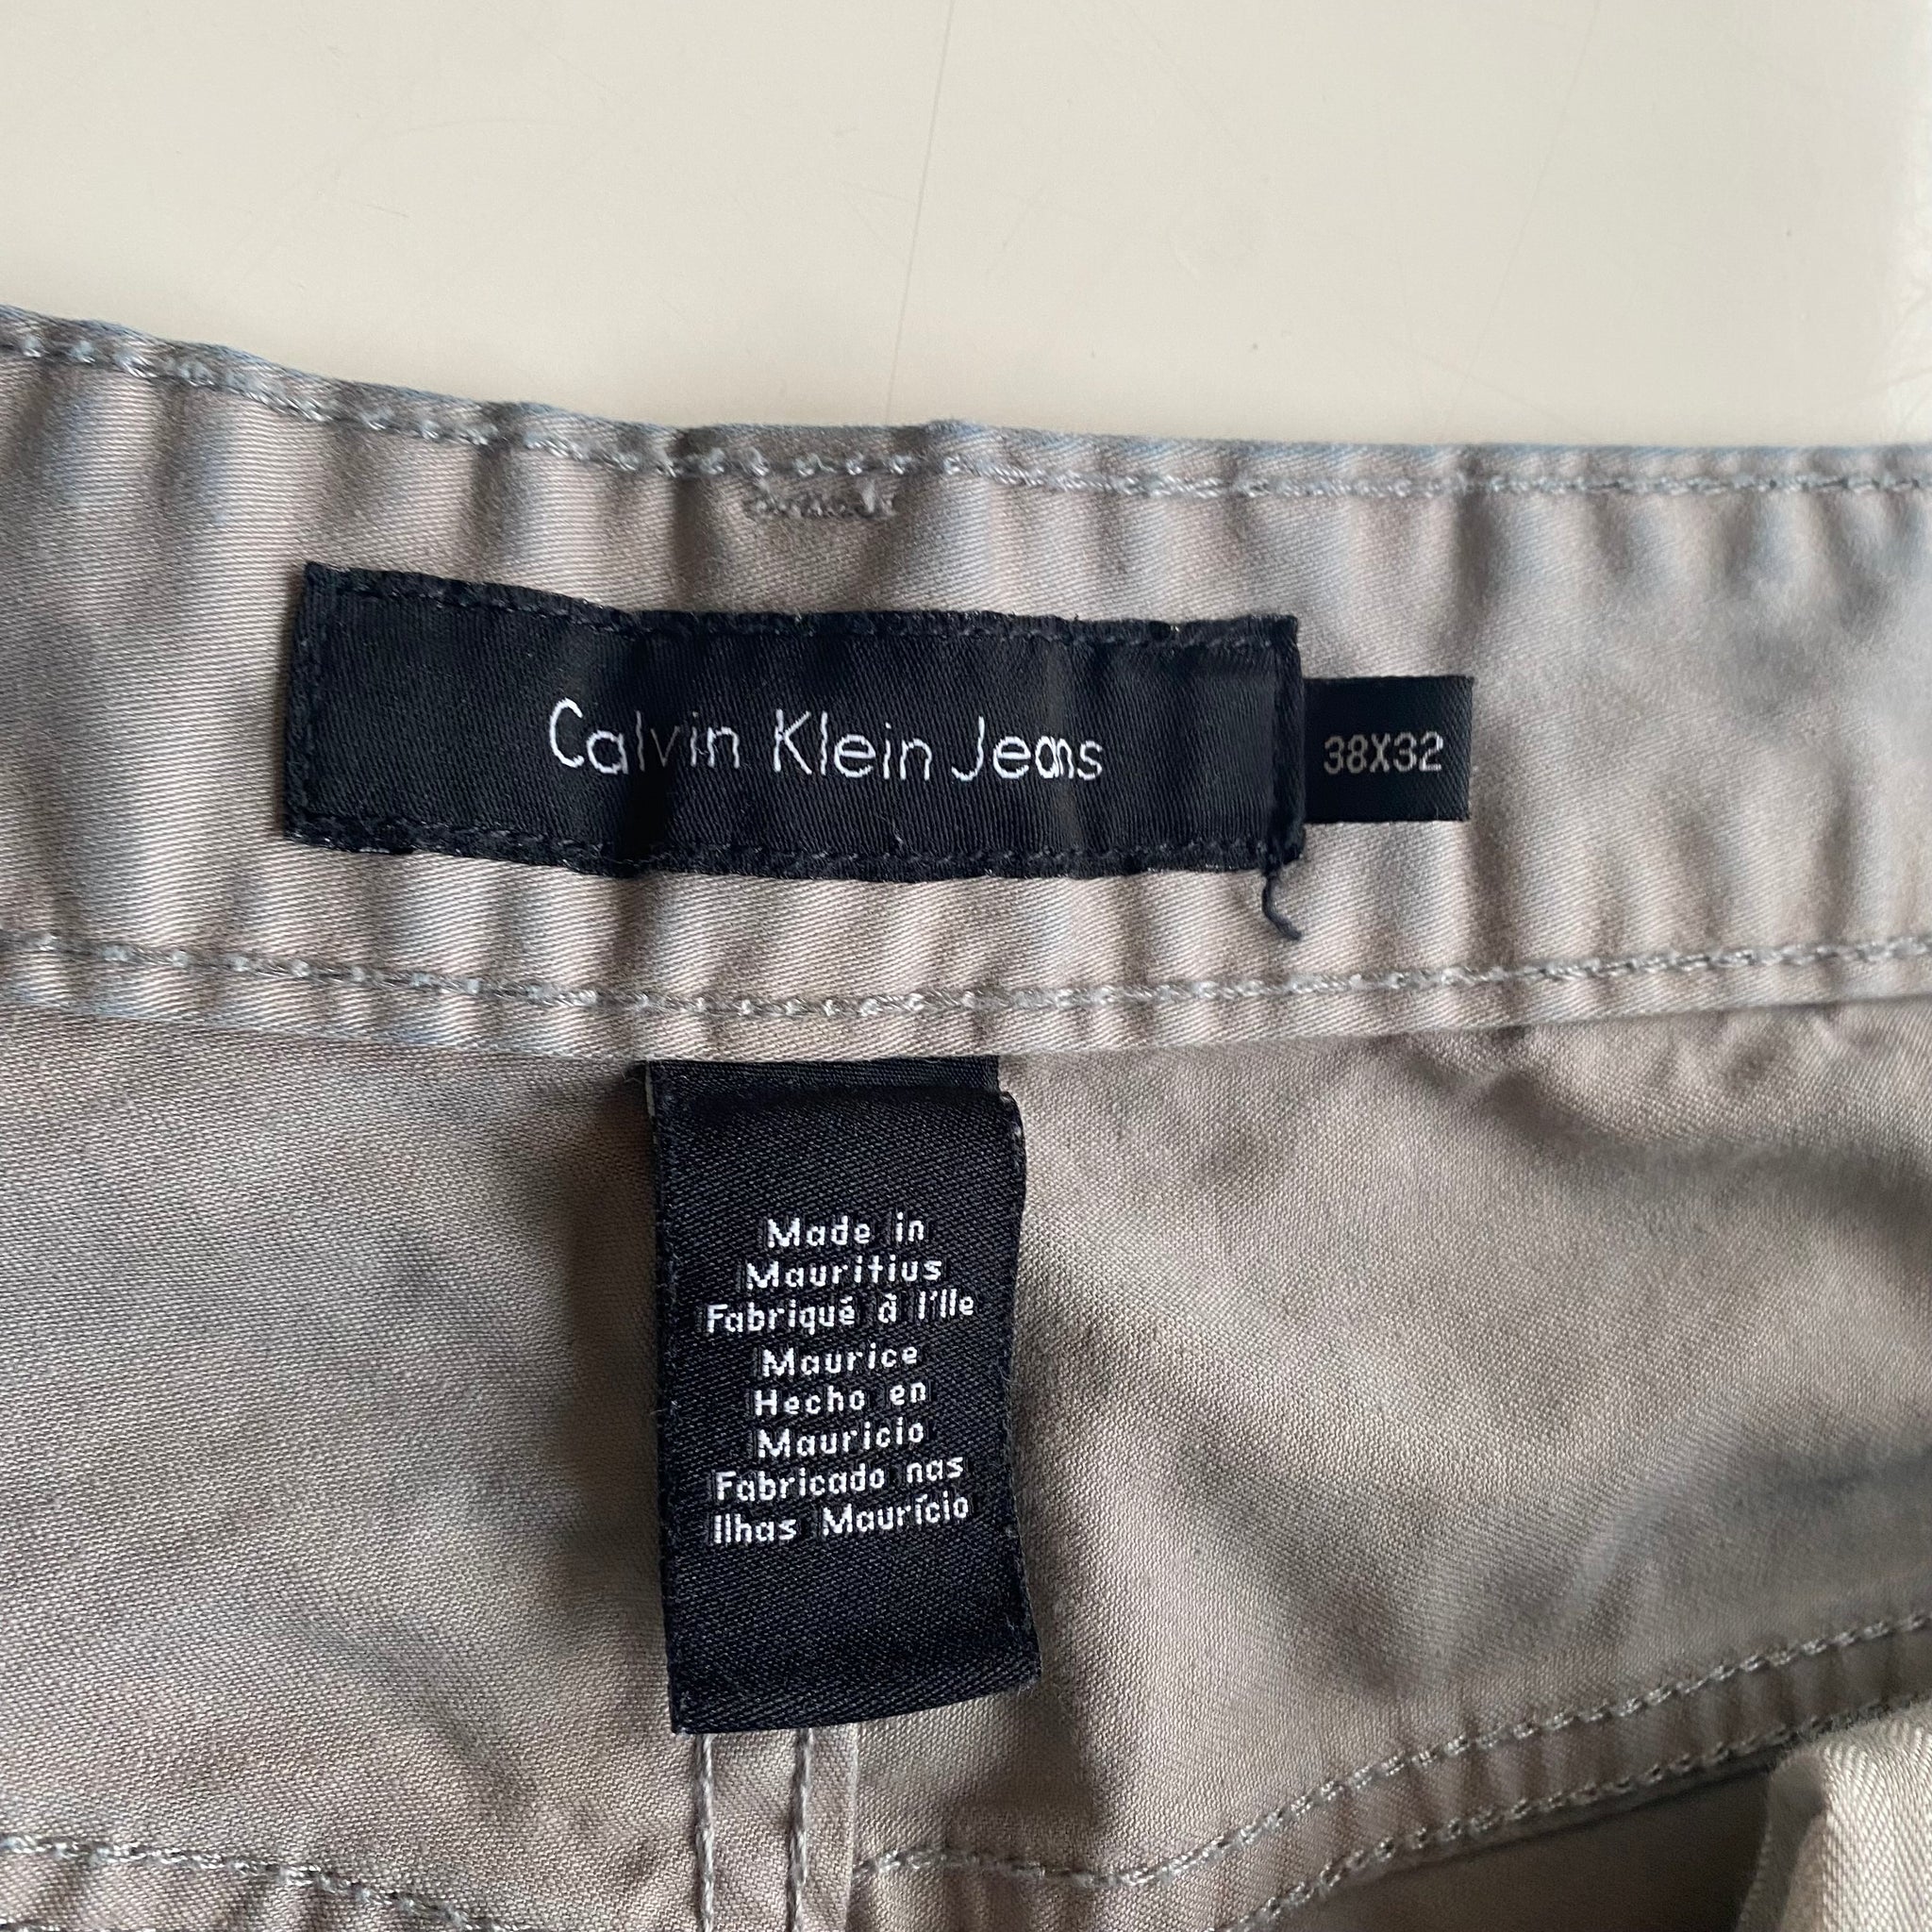 Calvin Klein Jeans
38X32
Made in
Mauritius
Fabriqué à l'Ile
Maurice
Hecho en
Mauricio
Fabricado nas
Ilhas Maurício